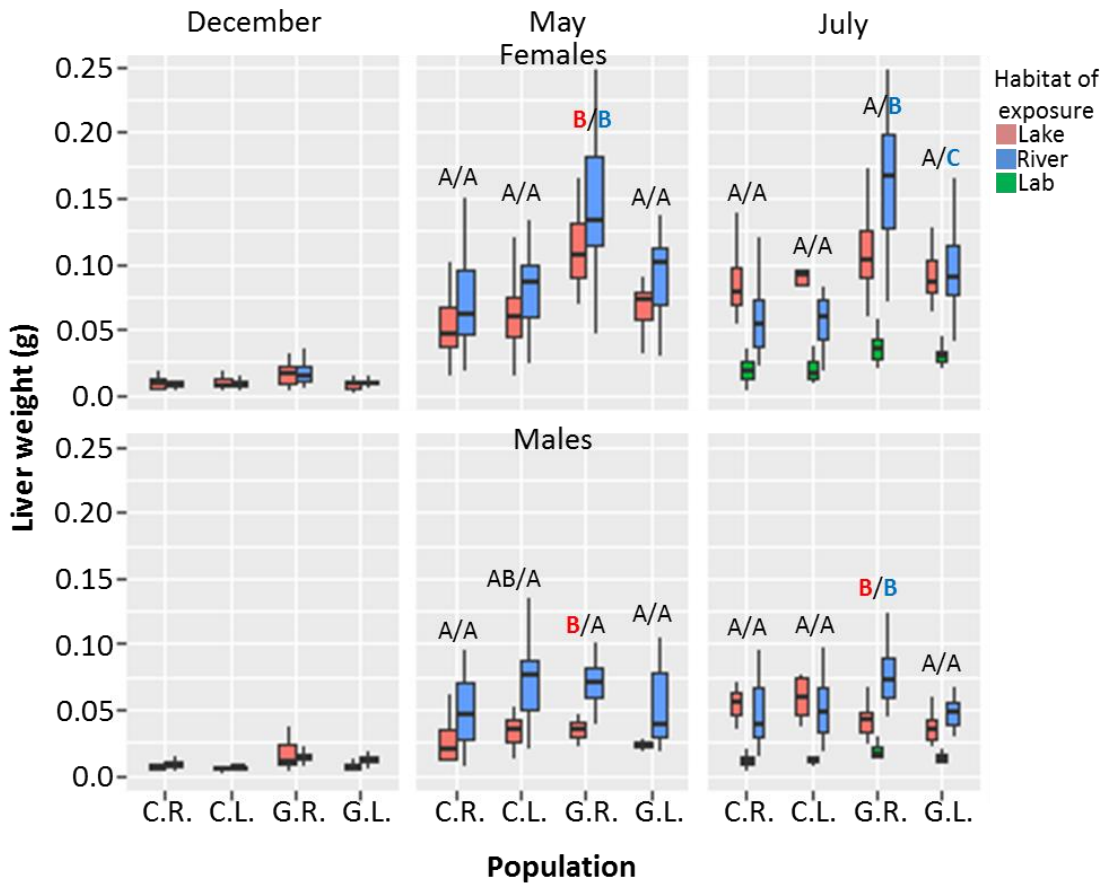 December
May
July
Females
Habitat of
exposure
Lake
River
Lab
Liver weight (g)
0.25
0.20
0.15
0.10
0.05
0.0
A/A
A/A
B/B
A/A
A/A
A/A
A/B
A/C
Males
0.25
0.20
0.15
0.10
0.05
0.0
A/A
AB/A
B/A
A/A
A/A
A/A
B/B
A/A
C.R. C.L. G.R. G.L.
C.R. C.L. G.R. G.L.
C.R. C.L. G.R. G.L.
Population